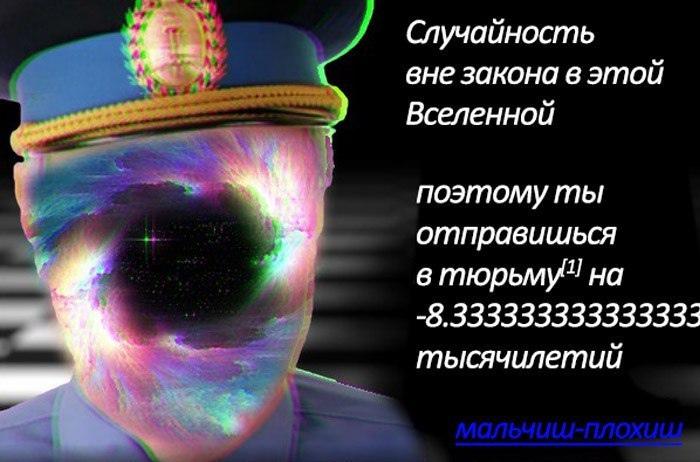 Случайность
вне закона в этой
Вселенной
поэтому ты
отправишься
в тюрьму[1] на
-8.333333333333333
тысячилетий
мальчиш-плохиш